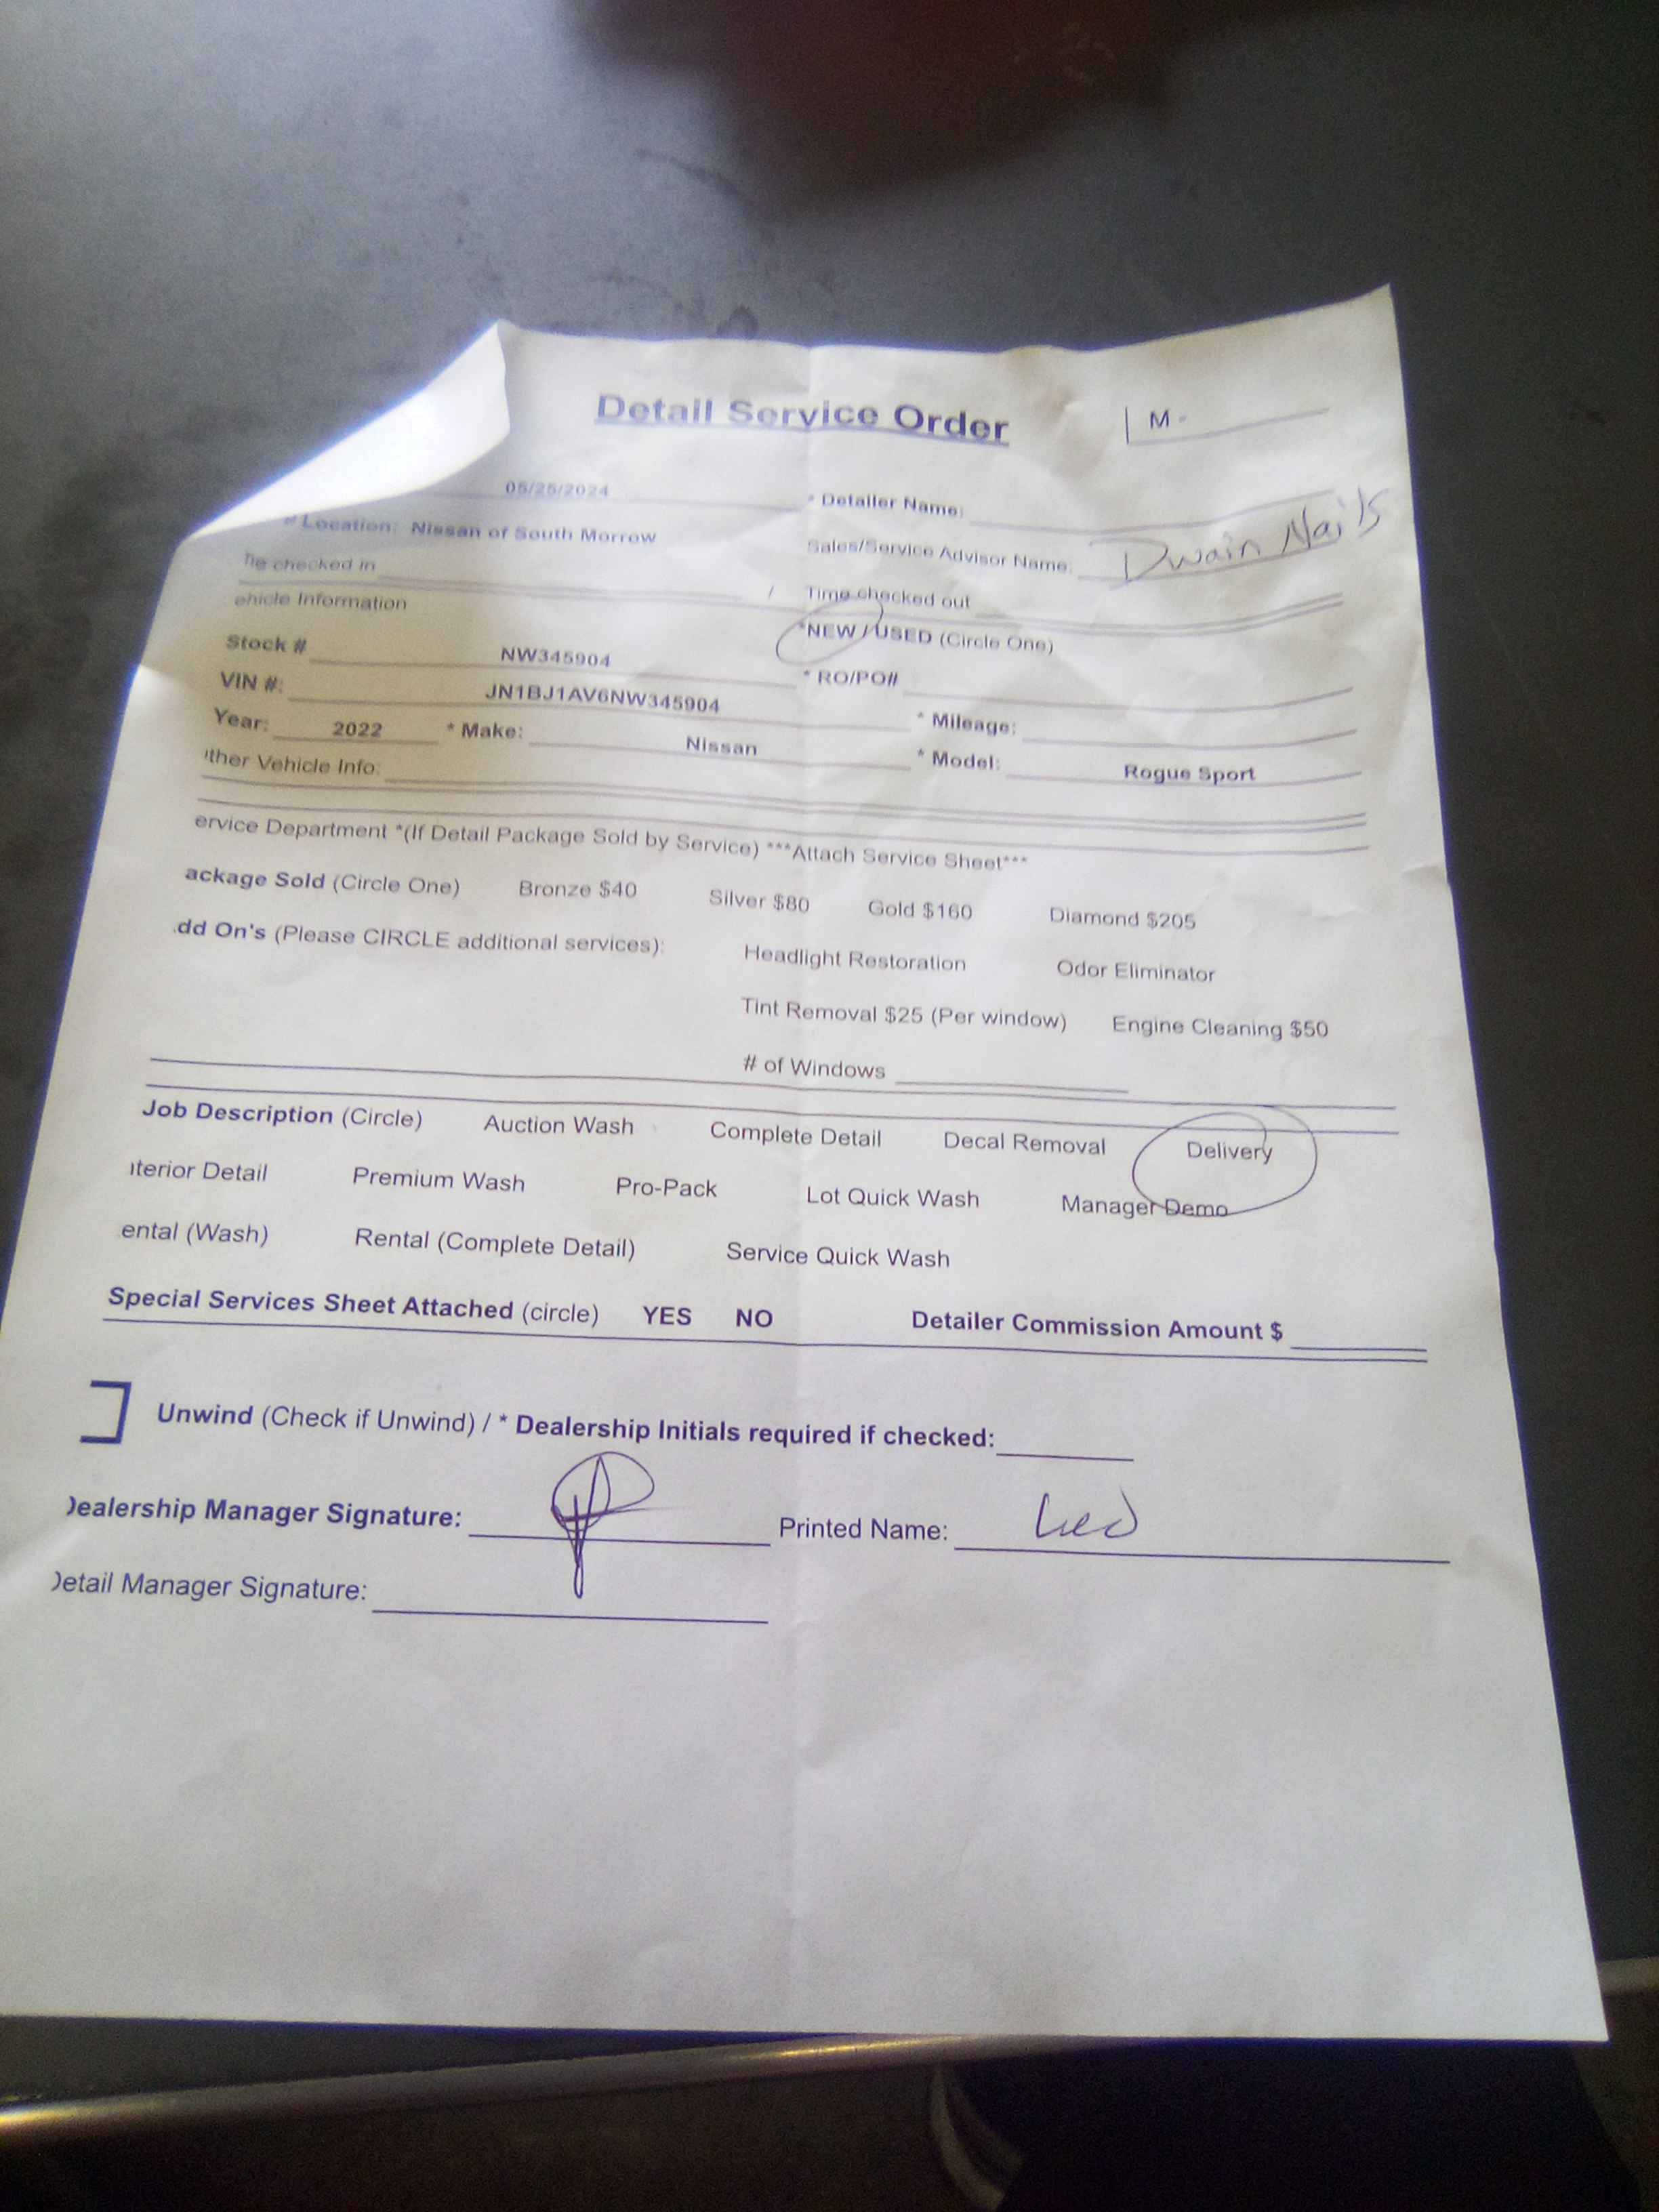 Detail Service Order
M -
05/25/2024 * Detailer Name:
* Location: Nissan of South Morrow Sales/Service Advisor Name: Dwain Nails
checked in / Time checked out
ehicle Information *NEW / USED (Circle One)
Stock # NW345904 * RO/PO#
VIN #: JN1BJ1AV6NW345904 * Mileage:
Year: 2022 * Make: Nissan * Model: Rogue Sport
ther Vehicle Info:
ervice Department *(If Detail Package Sold by Service) ***Attach Service Sheet***
ackage Sold (Circle One) Bronze $40 Silver $80 Gold $160 Diamond $205
dd On's (Please CIRCLE additional services): Headlight Restoration Odor Eliminator
Tint Removal $25 (Per window) Engine Cleaning $50
# of Windows
Job Description (Circle) Auction Wash Complete Detail Decal Removal Delivery
terior Detail Premium Wash Pro-Pack Lot Quick Wash Manager Demo
ental (Wash) Rental (Complete Detail) Service Quick Wash
Special Services Sheet Attached (circle) YES NO Detailer Commission Amount $
Unwind (Check if Unwind) / * Dealership Initials required if checked:
Dealership Manager Signature: Printed Name:
Detail Manager Signature: